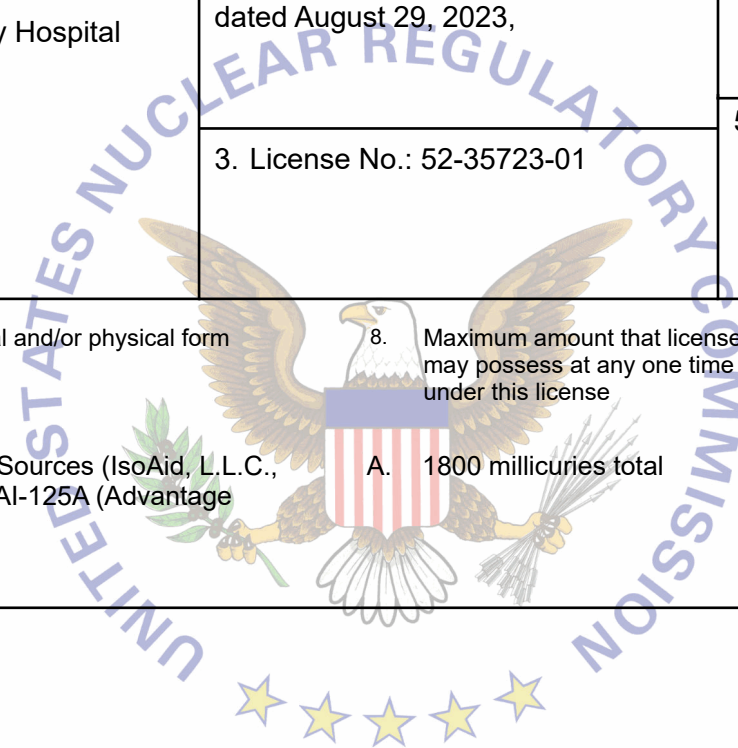 y Hospital
dated August 29, 2023,
3. License No.: 52-35723-01
and/or physical form
8. Maximum amount that license
may possess at any one time
under this license
Sources (IsoAid, L.L.C.,
AI-125A (Advantage
A. 1800 millicuries total
UNITED STATES NUCLEAR REGULATORY COMMISSION